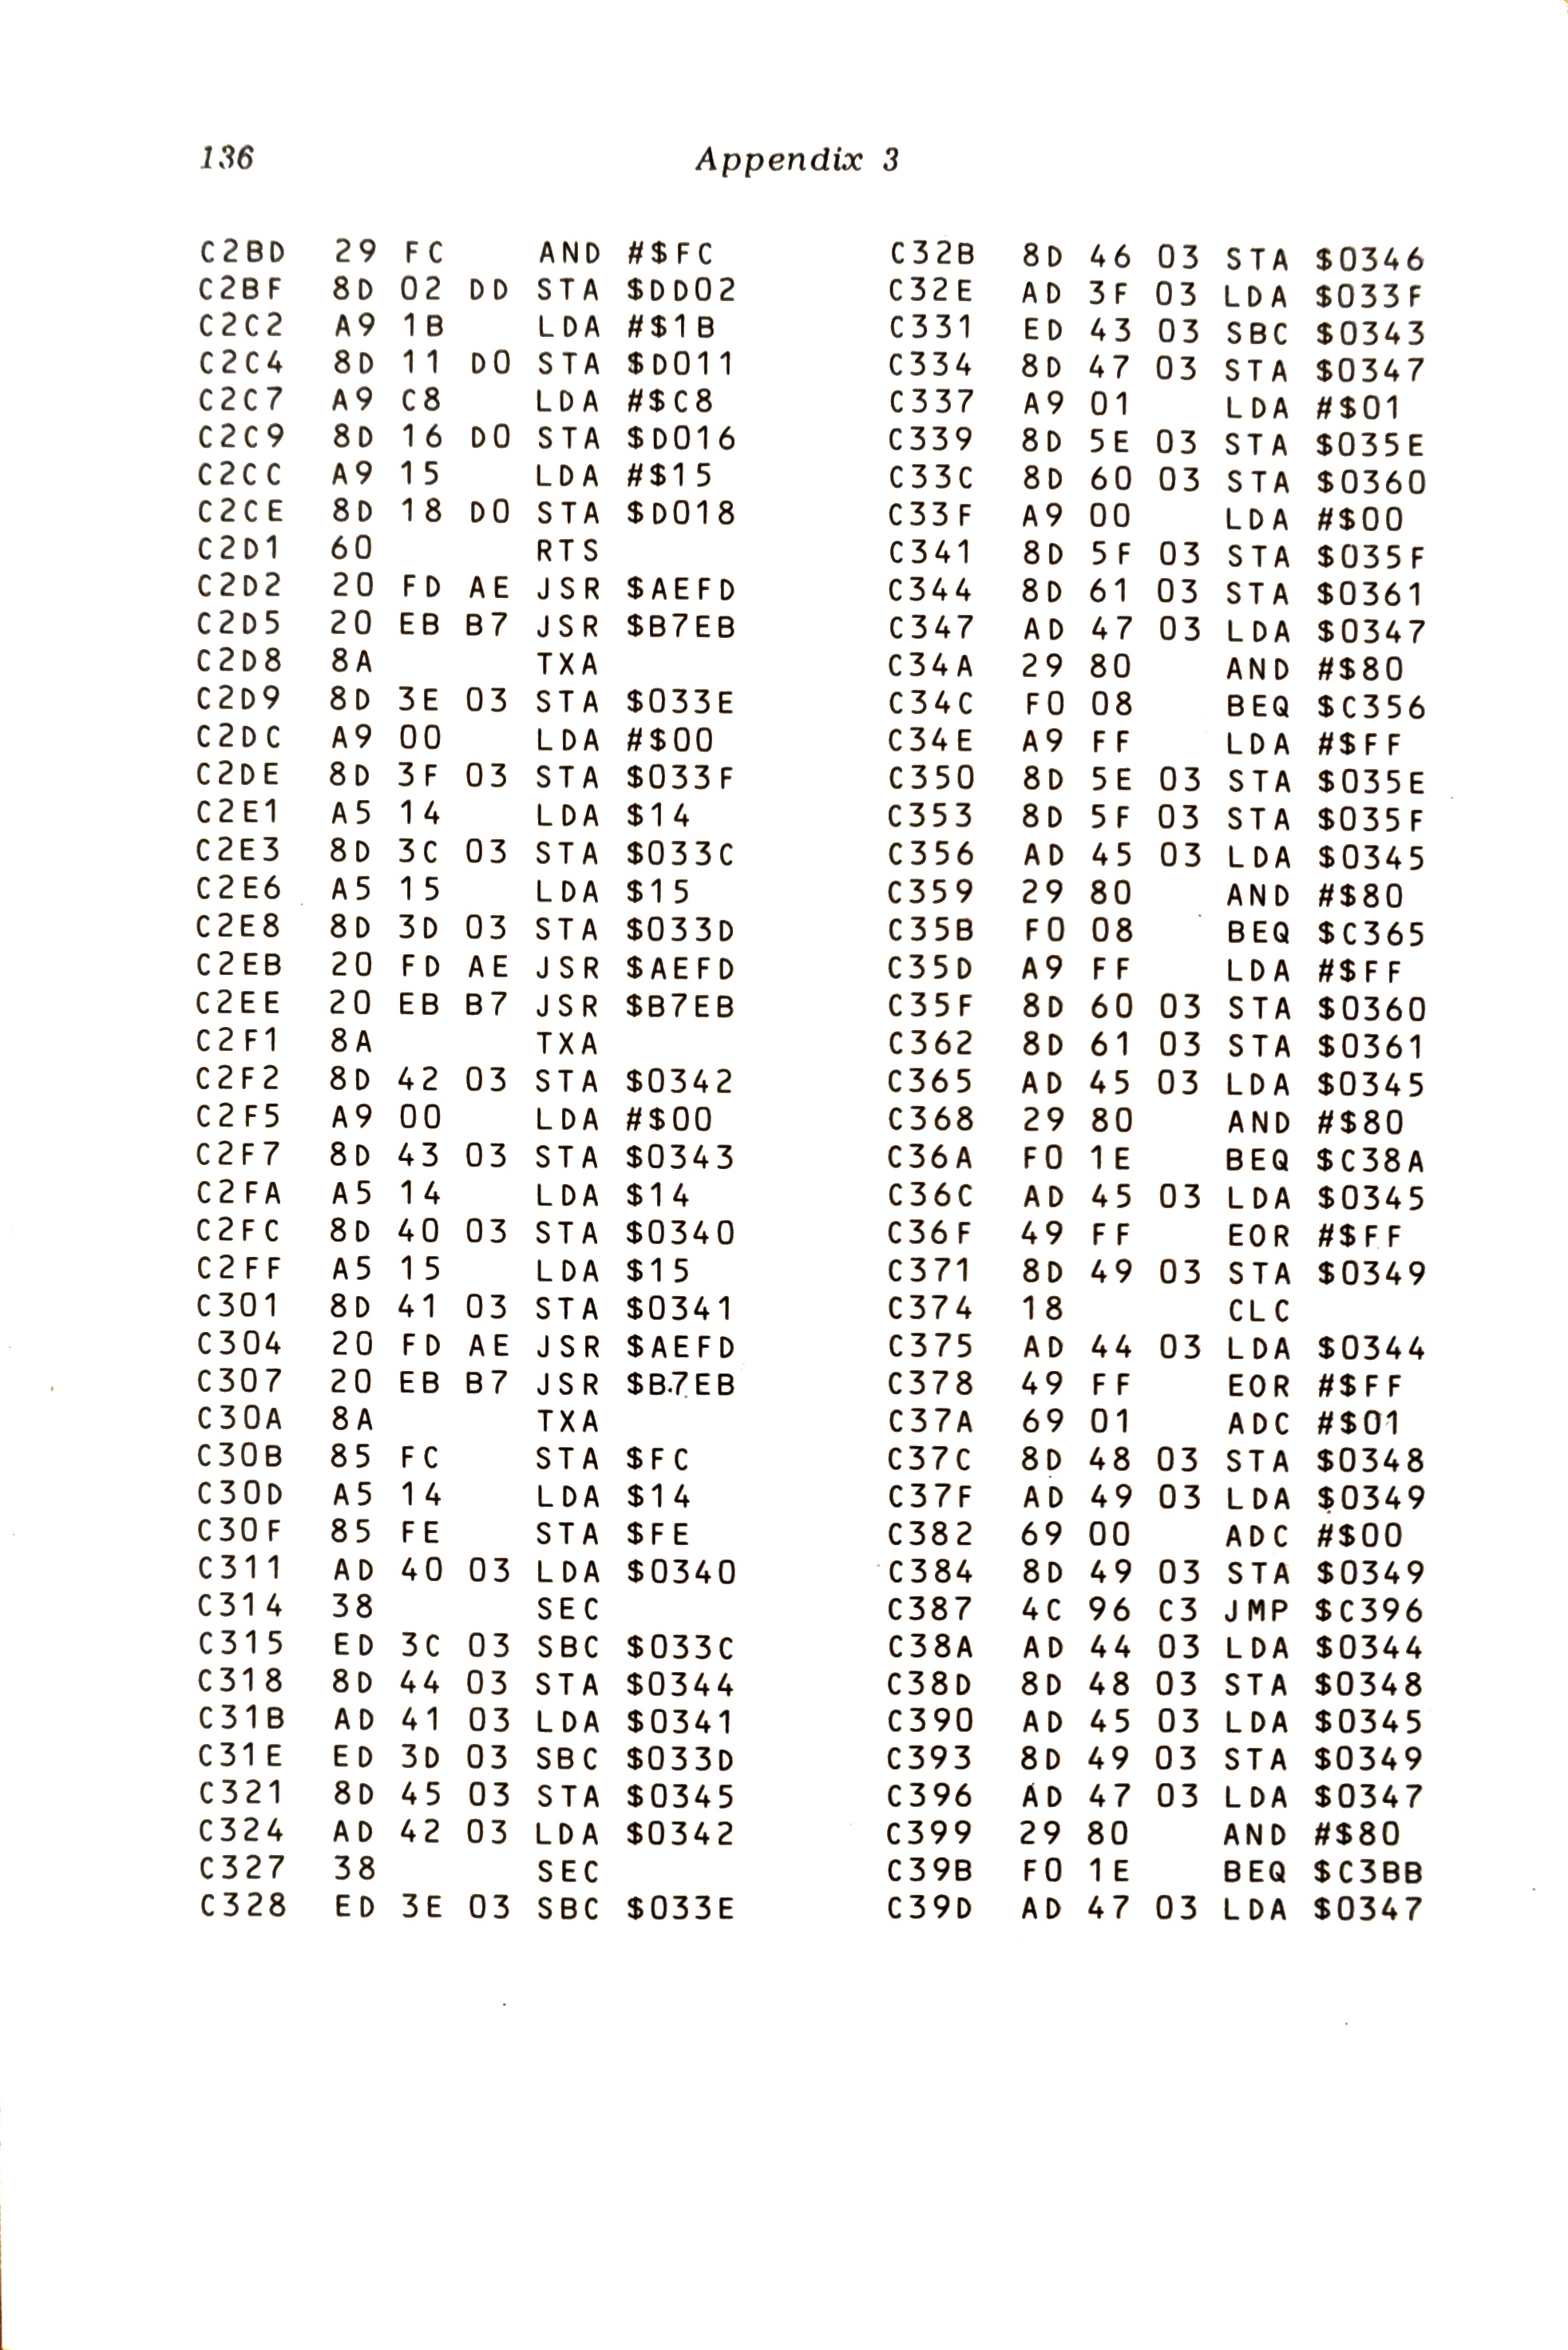 136
Appendix 3
C2BD 29 FC AND #$FC
C2BF 8D 02 DD STA $DD02
C2C2 A9 1B LDA #$1B
C2C4 8D 11 D0 STA $D011
C2C7 A9 C8 LDA #$C8
C2C9 8D 16 D0 STA $D016
C2CC A9 15 LDA #$15
C2CE 8D 18 D0 STA $D018
C2D1 60 RTS
C2D2 20 FD AE JSR $AEFD
C2D5 20 EB B7 JSR $B7EB
C2D8 8A TXA
C2D9 8D 3E 03 STA $033E
C2DC A9 00 LDA #$00
C2DE 8D 3F 03 STA $033F
C2E1 A5 14 LDA $14
C2E3 8D 3C 03 STA $033C
C2E6 A5 15 LDA $15
C2E8 8D 3D 03 STA $033D
C2EB 20 FD AE JSR $AEFD
C2EE 20 EB B7 JSR $B7EB
C2F1 8A TXA
C2F2 8D 42 03 STA $0342
C2F5 A9 00 LDA #$00
C2F7 8D 43 03 STA $0343
C2FA A5 14 LDA $14
C2FC 8D 40 03 STA $0340
C2FF A5 15 LDA $15
C301 8D 41 03 STA $0341
C304 20 FD AE JSR $AEFD
C307 20 EB B7 JSR $B7EB
C30A 8A TXA
C30B 85 FC STA $FC
C30D A5 14 LDA $14
C30F 85 FE STA $FE
C311 AD 40 03 LDA $0340
C314 38 SEC
C315 ED 3C 03 SBC $033C
C318 8D 44 03 STA $0344
C31B AD 41 03 LDA $0341
C31E ED 3D 03 SBC $033D
C321 8D 45 03 STA $0345
C324 AD 42 03 LDA $0342
C327 38 SEC
C328 ED 3E 03 SBC $033E
C32B 8D 46 03 STA $0346
C32E AD 3F 03 LDA $033F
C331 ED 43 03 SBC $0343
C334 8D 47 03 STA $0347
C337 A9 01 LDA #$01
C339 8D 5E 03 STA $035E
C33C 8D 60 03 STA $0360
C33F A9 00 LDA #$00
C341 8D 5F 03 STA $035F
C344 8D 61 03 STA $0361
C347 AD 47 03 LDA $0347
C34A 29 80 AND #$80
C34C F0 08 BEQ $C356
C34E A9 FF LDA #$FF
C350 8D 5E 03 STA $035E
C353 8D 5F 03 STA $035F
C356 AD 45 03 LDA $0345
C359 29 80 AND #$80
C35B F0 08 BEQ $C365
C35D A9 FF LDA #$FF
C35F 8D 60 03 STA $0360
C362 8D 61 03 STA $0361
C365 AD 45 03 LDA $0345
C368 29 80 AND #$80
C36A F0 1E BEQ $C38A
C36C AD 45 03 LDA $0345
C36F 49 FF EOR #$FF
C371 8D 49 03 STA $0349
C374 18 CLC
C375 AD 44 03 LDA $0344
C378 49 FF EOR #$FF
C37A 69 01 ADC #$01
C37C 8D 48 03 STA $0348
C37F AD 49 03 LDA $0349
C382 69 00 ADC #$00
C384 8D 49 03 STA $0349
C387 4C 96 C3 JMP $C396
C38A AD 44 03 LDA $0344
C38D 8D 48 03 STA $0348
C390 AD 45 03 LDA $0345
C393 8D 49 03 STA $0349
C396 AD 47 03 LDA $0347
C399 29 80 AND #$80
C39B F0 1E BEQ $C3BB
C39D AD 47 03 LDA $0347